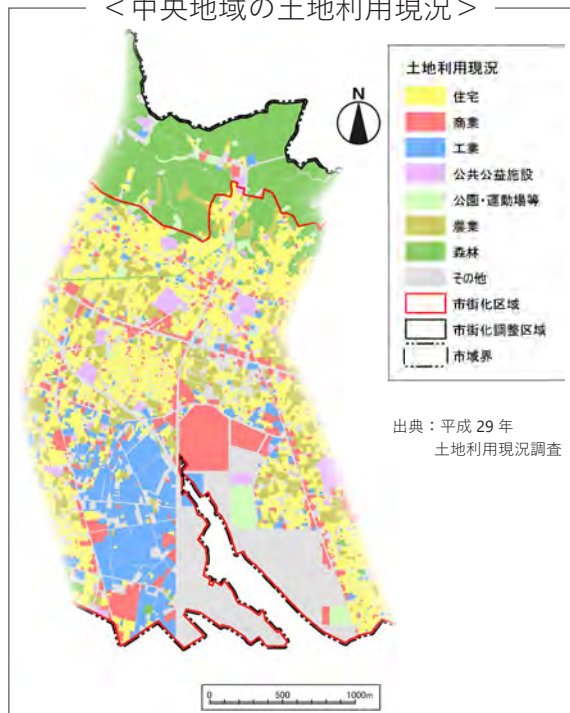 <中央地域の土地利用現況>
N
土地利用現況
住宅
商業
工業
公共公益施設
公園・運動場等
農業
森林
その他
市街化区域
市街化調整区域
市域界
出典：平成 29 年
土地利用現況調査
0 500 1000m